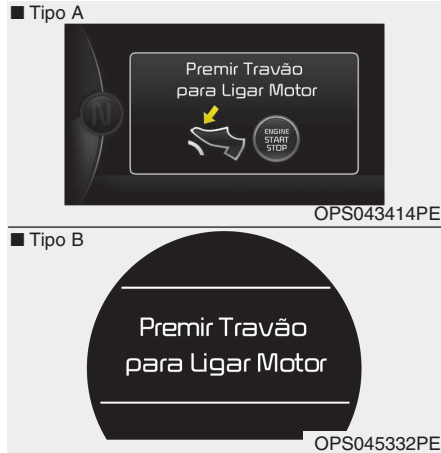 ■ Tipo A
Premir Travão
para Ligar Motor
N
ENGINE
START
STOP
OPS043414PE
■ Tipo B
Premir Travão
para Ligar Motor
OPS045332PE